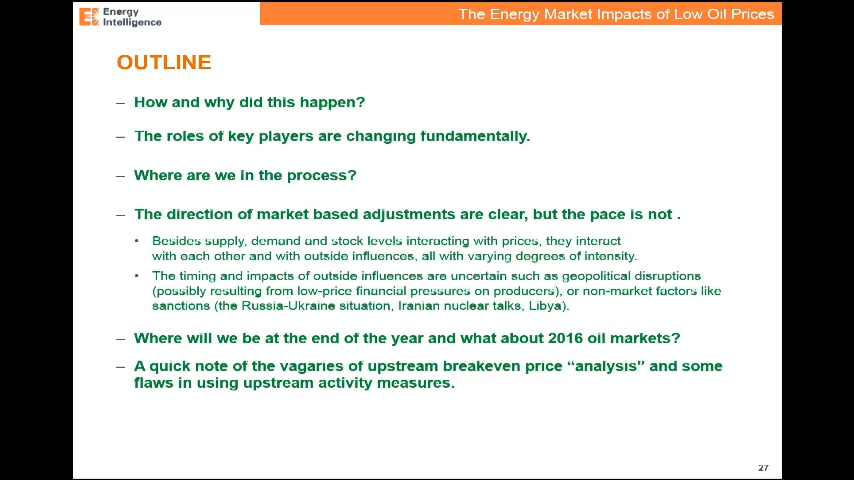 Energy
Intelligence
The Energy Market Impacts of Low Oil Prices
OUTLINE
– How and why did this happen?
– The roles of key players are changing fundamentally.
– Where are we in the process?
– The direction of market based adjustments are clear, but the pace is not .
• Besides supply, demand and stock levels interacting with prices, they interact
with each other and with outside influences, all with varying degrees of intensity.
• The timing and impacts of outside influences are uncertain such as geopolitical disruptions
(possibly resulting from low-price financial pressures on producers), or non-market factors like
sanctions (the Russia-Ukraine situation, Iranian nuclear talks, Libya).
– Where will we be at the end of the year and what about 2016 oil markets?
– A quick note of the vagaries of upstream breakeven price “analysis” and some
flaws in using upstream activity measures.
27